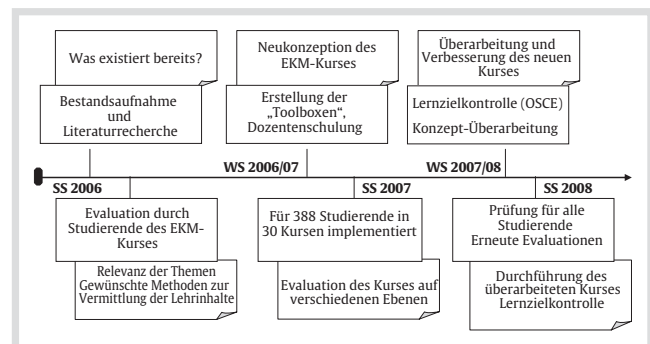 Was existiert bereits?
Bestandsaufnahme
und
Literaturrecherche
Neukonzeption des
EKM-Kurses
Erstellung der
„Toolboxen“,
Dozentenschulung
Überarbeitung und
Verbesserung des neuen
Kurses
Lernzielkontrolle (OSCE)
Konzept-Überarbeitung
WS 2006/07
WS 2007/08
SS 2006
SS 2007
SS 2008
Evaluation durch
Studierende des EKM-
Kurses
Relevanz der Themen
Gewünschte Methoden zur
Vermittlung der Lehrinhalte
Für 388 Studierende in
30 Kursen implementiert
Evaluation des Kurses auf
verschiedenen Ebenen
Prüfung für alle
Studierende
Erneute Evaluationen
Durchführung des
überarbeiteten Kurses
Lernzielkontrolle